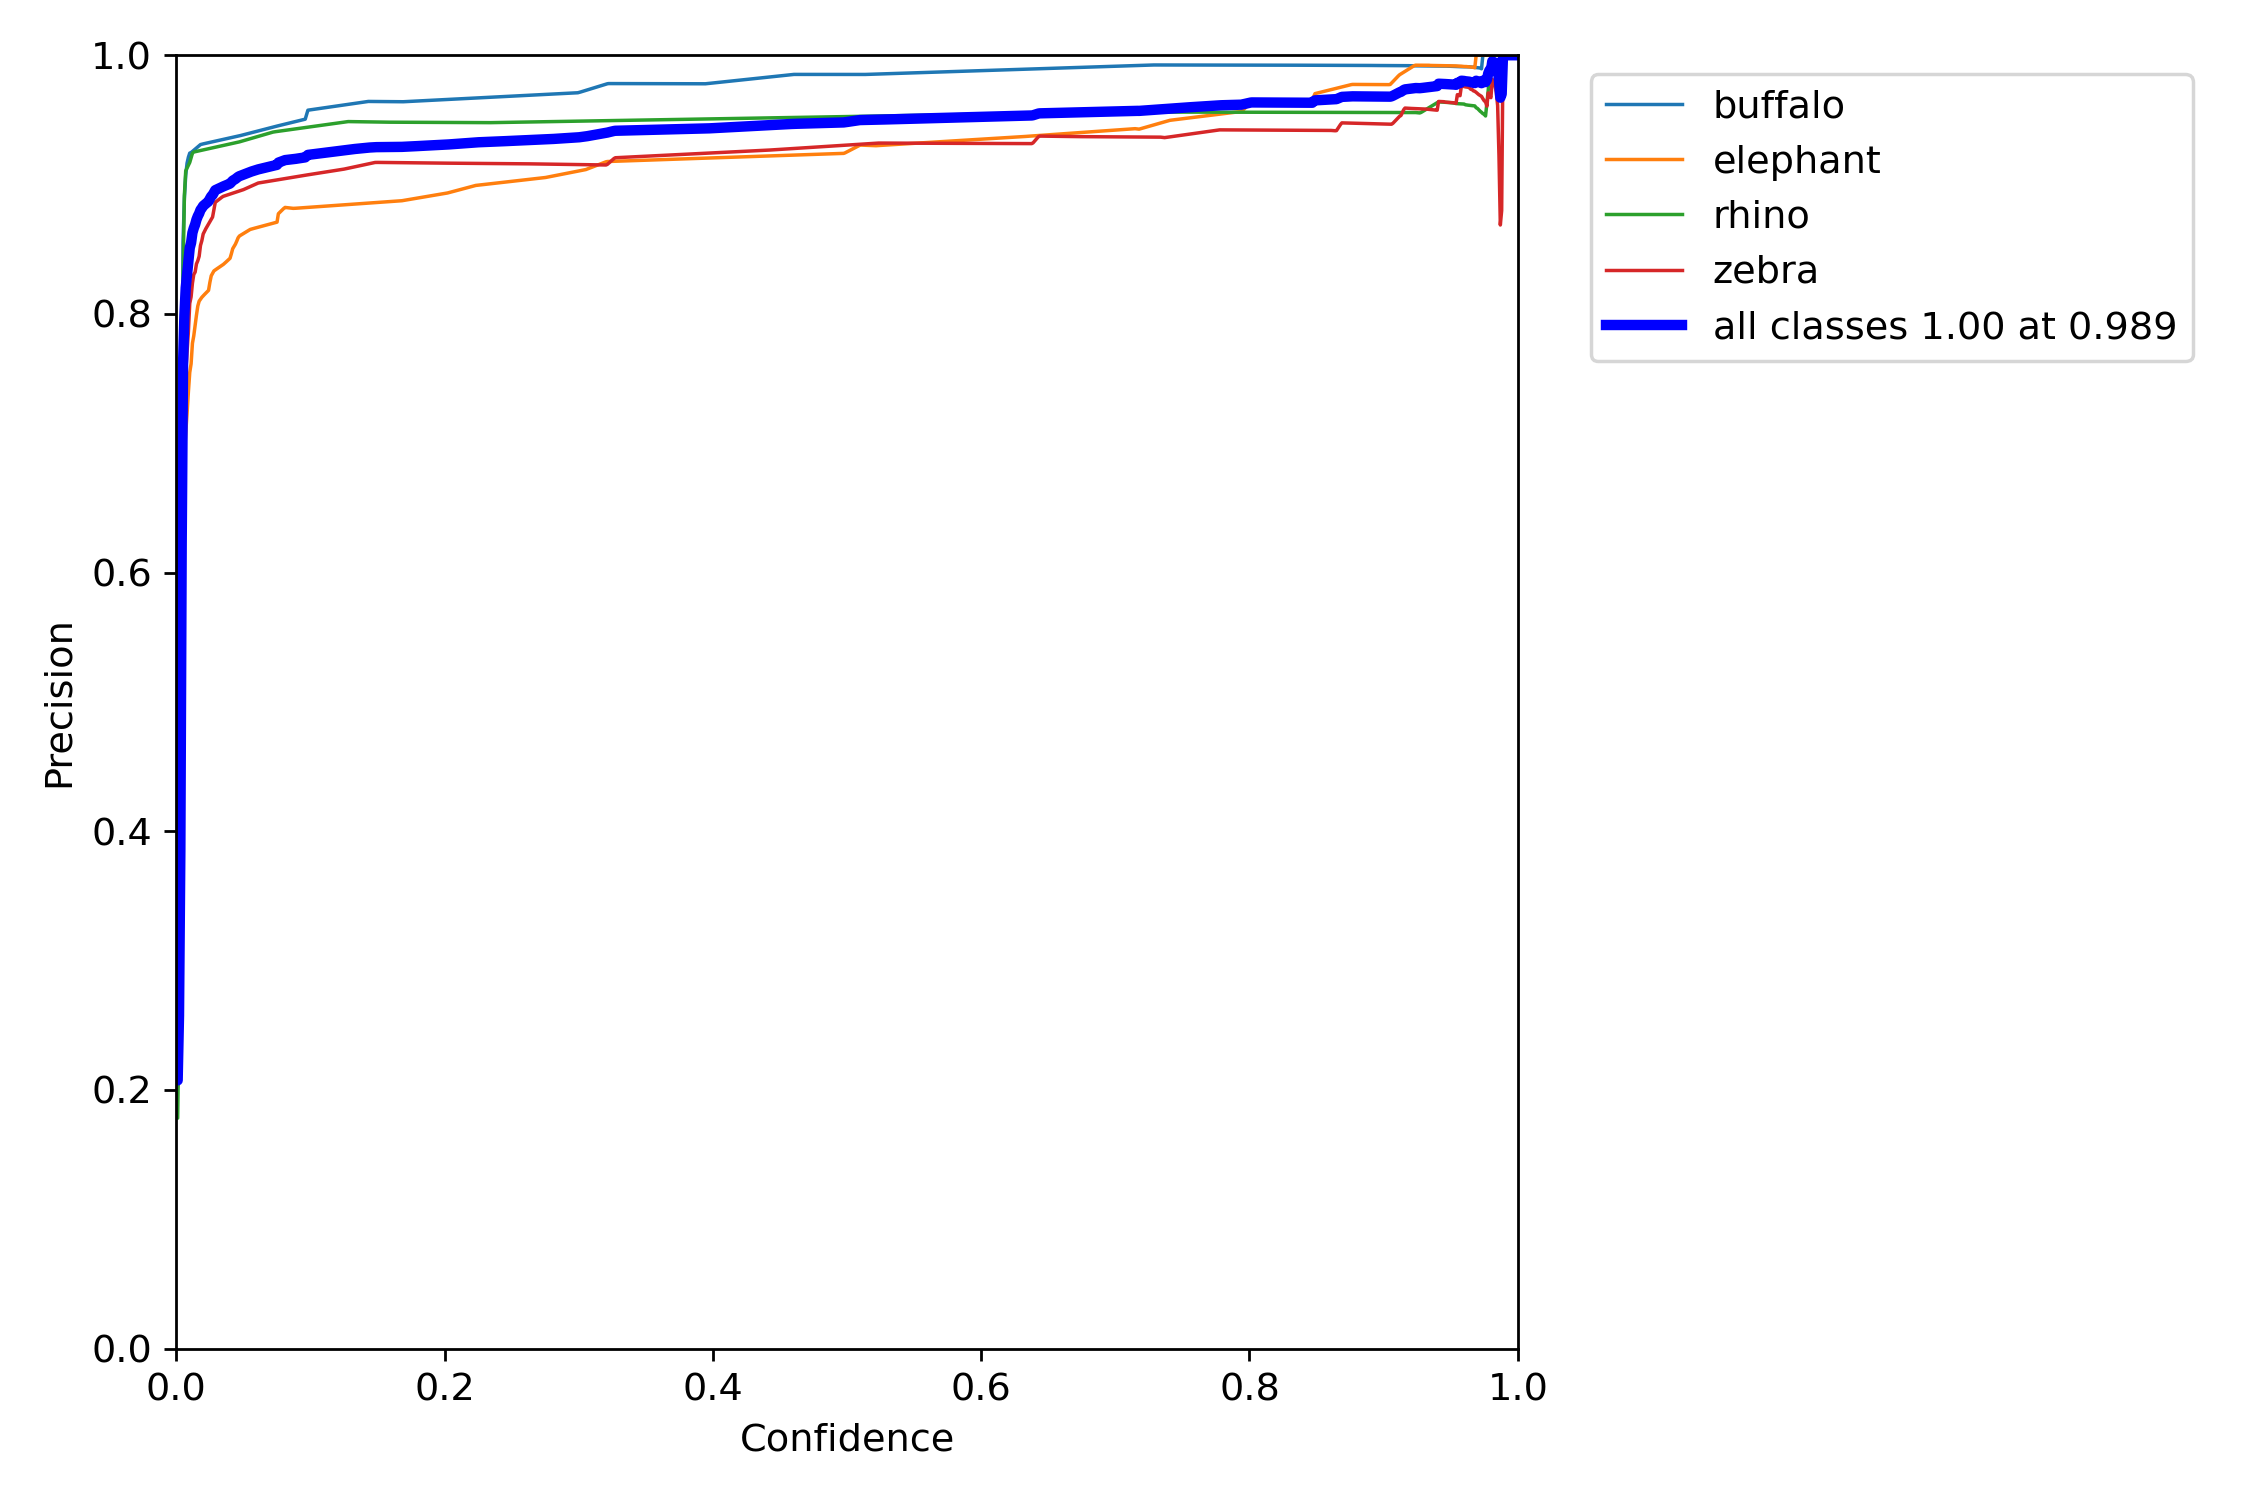 1.0
0.8
0.6
0.4
0.2
0.0
Precision
0.0 0.2 0.4 0.6 0.8 1.0
Confidence
buffalo
elephant
rhino
zebra
all classes 1.00 at 0.989